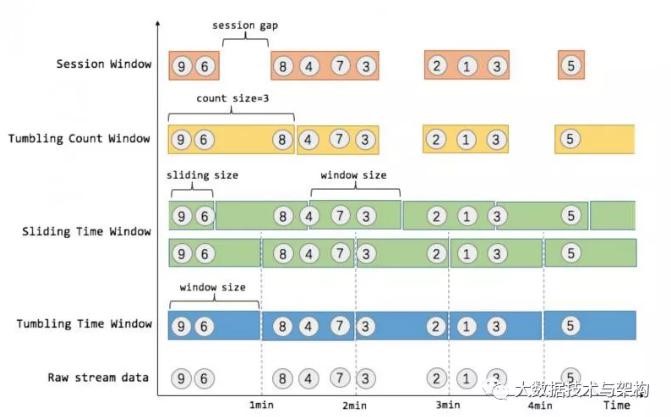 session gap
Session Window 9 6 8 4 7 3 2 1 3 5
count size=3
Tumbling Count Window 9 6 8 4 7 3 2 1 3 5
sliding size window size
9 6 8 4 7 3 2 1 3 5
Sliding Time Window
9 6 8 4 7 3 2 1 3 5
window size
Tumbling Time Window 9 6 8 4 7 3 2 1 3 5
Raw stream data 9 6 8 4 7 3 2 1 3 5
大数据技术与架构
1min 2min 3min 4min Time